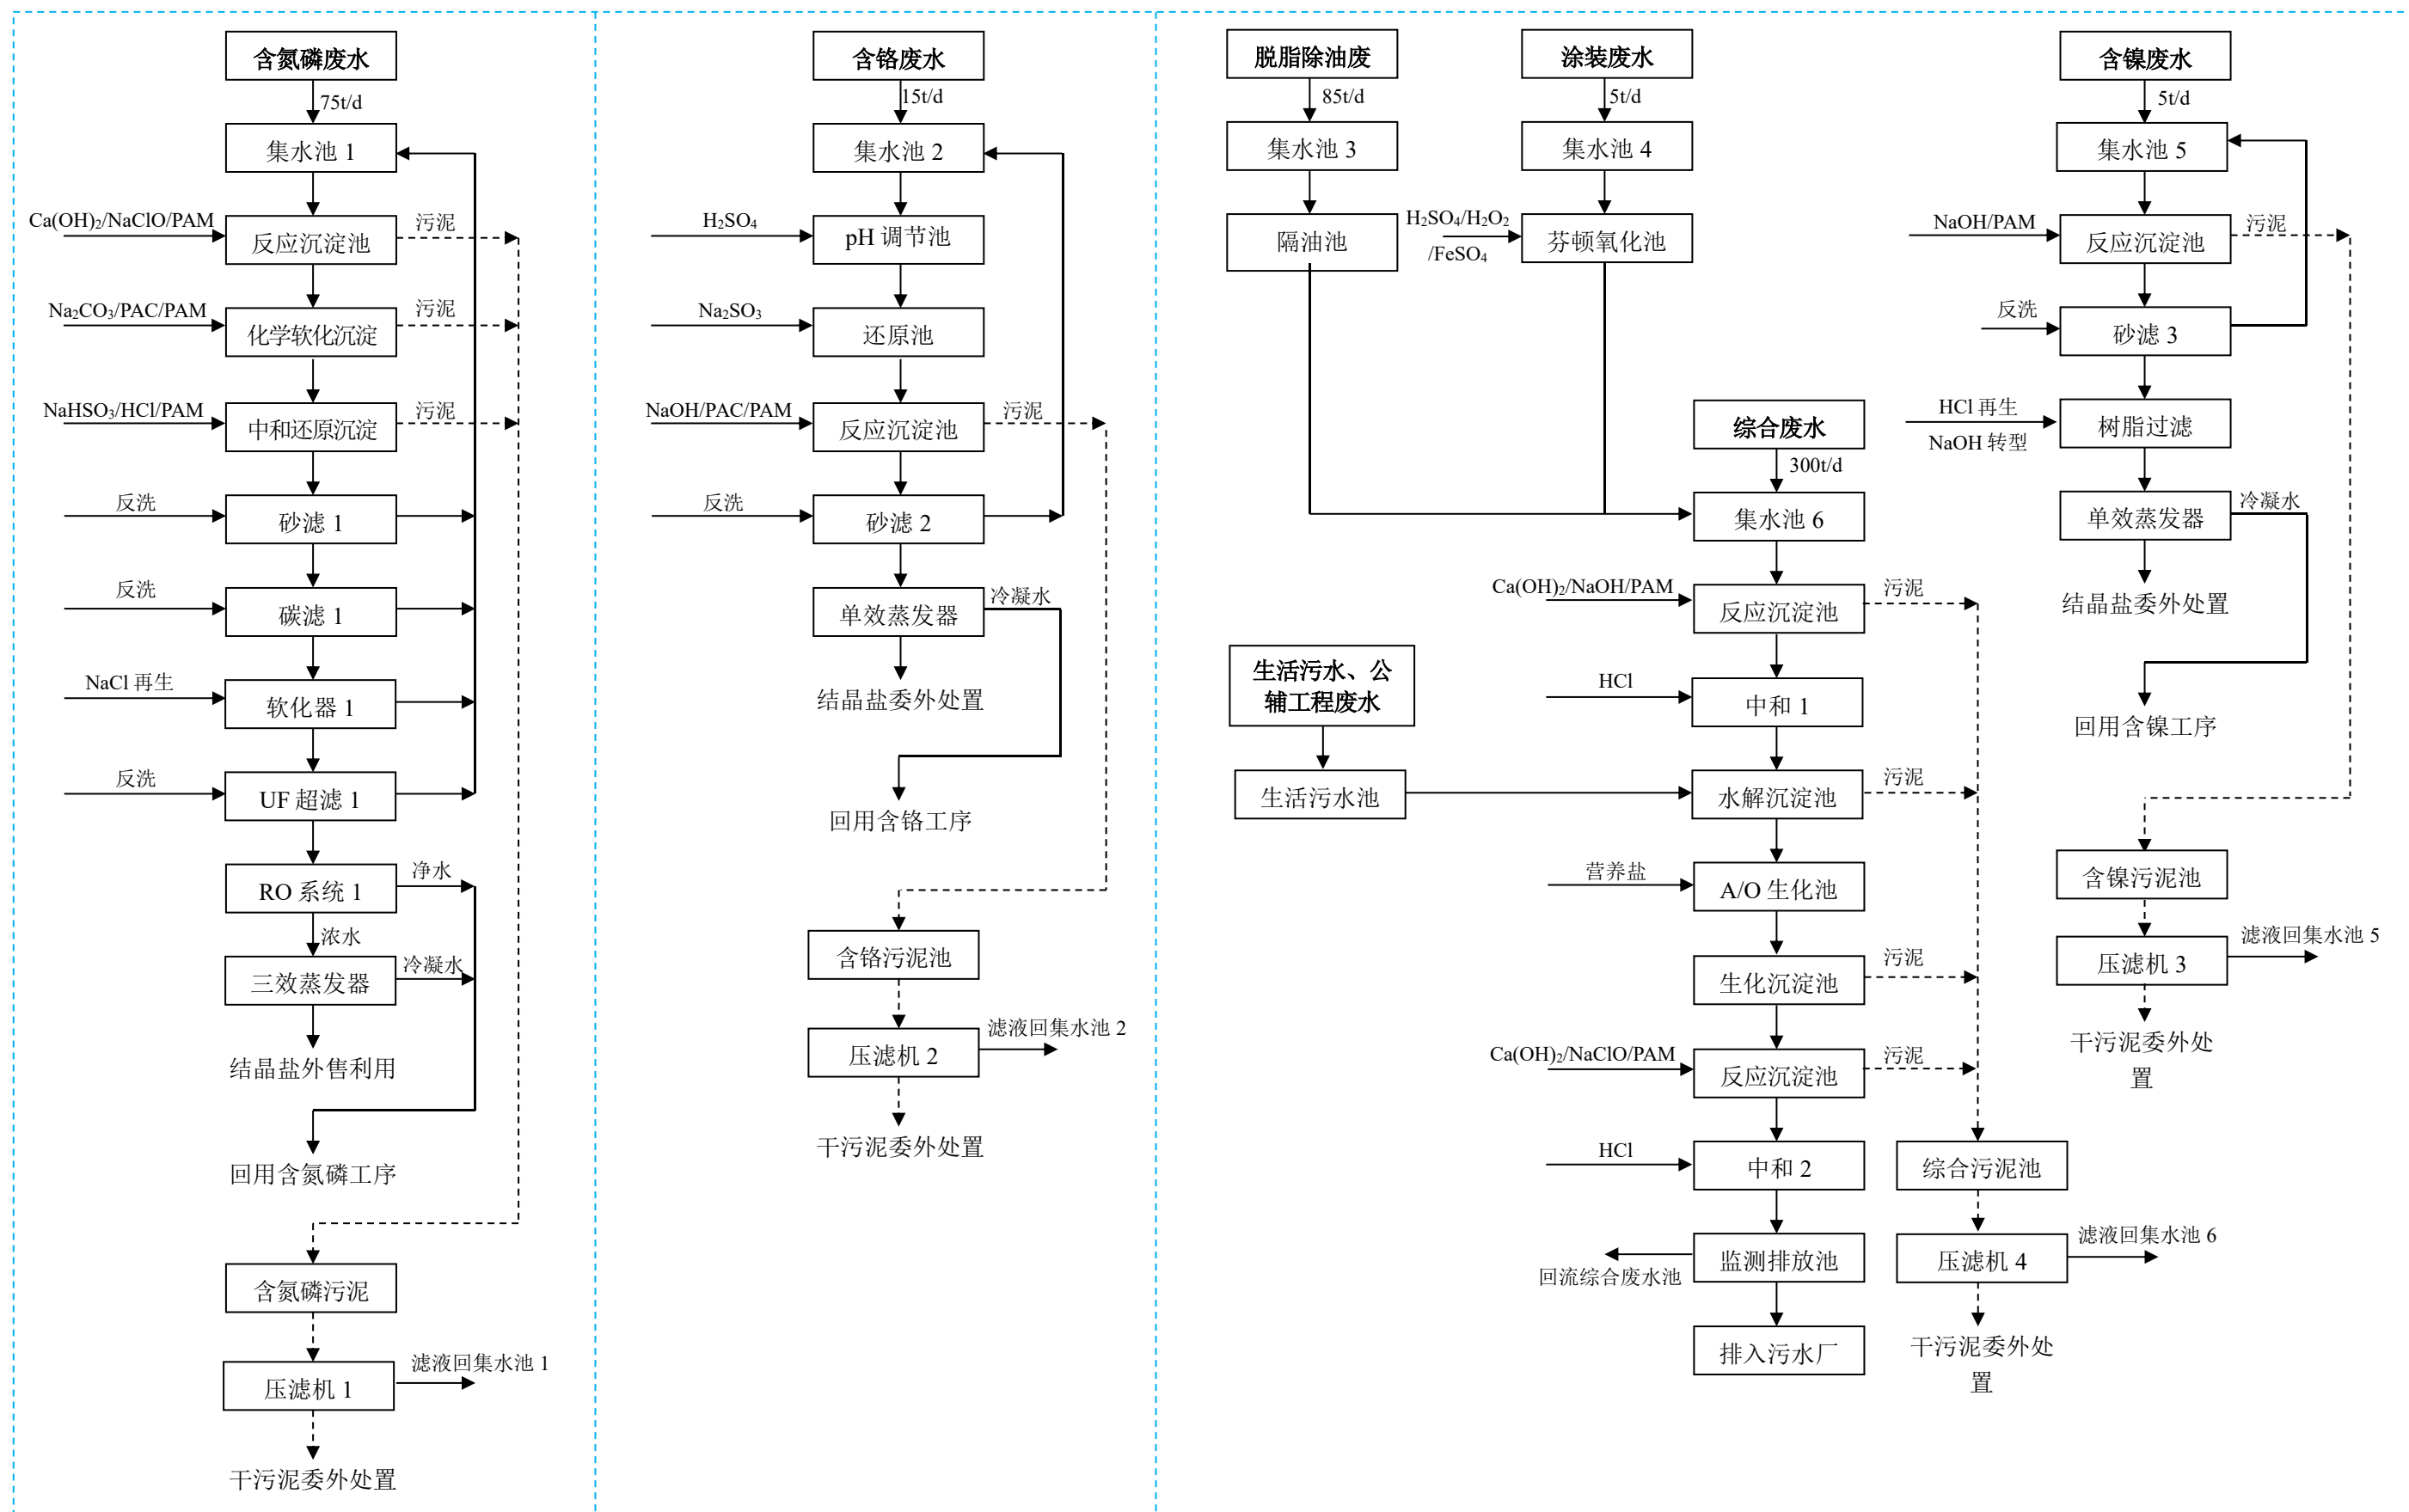 含氮磷废水
75t/d
集水池 1
Ca(OH)₂/NaClO/PAM
反应沉淀池
污泥
Na₂CO₃/PAC/PAM
化学软化沉淀
污泥
NaHSO₃/HCl/PAM
中和还原沉淀
污泥
反洗
砂滤 1
反洗
碳滤 1
NaCl 再生
软化器 1
反洗
UF 超滤 1
RO 系统 1
净水
浓水
三效蒸发器
冷凝水
结晶盐外售利用
回用含氮磷工序
含氮磷污泥
压滤机 1
滤液回集水池 1
干污泥委外处置
含铬废水
15t/d
集水池 2
H₂SO₄
pH 调节池
Na₂SO₃
还原池
NaOH/PAC/PAM
反应沉淀池
污泥
反洗
砂滤 2
单效蒸发器
冷凝水
结晶盐委外处置
回用含铬工序
含铬污泥池
压滤机 2
滤液回集水池 2
干污泥委外处置
脱脂除油废
85t/d
集水池 3
隔油池
涂装废水
5t/d
集水池 4
H₂SO₄/H₂O₂
/FeSO₄
芬顿氧化池
综合废水
300t/d
集水池 6
Ca(OH)₂/NaOH/PAM
反应沉淀池
污泥
HCl
中和 1
生活污水、公
辅工程废水
生活污水池
水解沉淀池
污泥
营养盐
A/O 生化池
生化沉淀池
污泥
Ca(OH)₂/NaClO/PAM
反应沉淀池
污泥
HCl
中和 2
监测排放池
回流综合废水池
排入污水厂
综合污泥池
压滤机 4
滤液回集水池 6
干污泥委外处
置
含镍废水
5t/d
集水池 5
NaOH/PAM
反应沉淀池
污泥
反洗
砂滤 3
HCl 再生
NaOH 转型
树脂过滤
单效蒸发器
冷凝水
结晶盐委外处置
回用含镍工序
含镍污泥池
压滤机 3
滤液回集水池 5
干污泥委外处
置